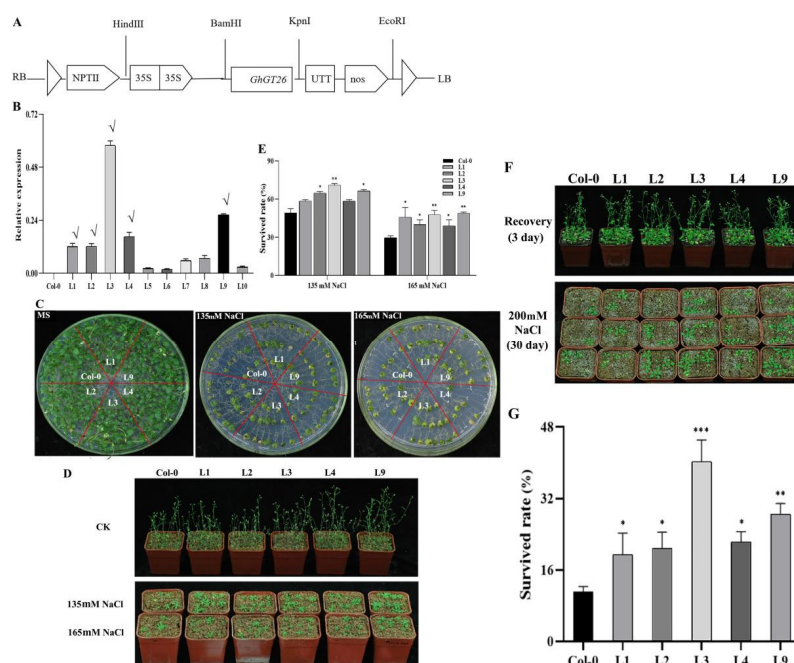 A
HindIII
BamHI
KpnI
EcoRI
RB
NPTII
35S
35S
GhGT26
UTT
nos
LB
B
Relative expression
0.72
0.48
0.24
0.00
√
√
√
√
√
Col-0
L1
L2
L3
L4
L5
L6
L7
L8
L9
L10
E
Survived rate (%)
90
60
30
0
Col-0
L1
L2
L3
L4
L9
*
**
*
*
*
**
*
**
135 mM NaCl
165 mM NaCl
C
MS
L1
L9
L4
L3
L2
Col-0
135mM NaCl
L1
L9
L4
L3
L2
Col-0
165mM NaCl
L1
L9
L4
L3
L2
Col-0
D
Col-0
L1
L2
L3
L4
L9
CK
135mM NaCl
165mM NaCl
F
Col-0
L1
L2
L3
L4
L9
Recovery
(3 day)
200mM
NaCl
(30 day)
G
Survived rate (%)
48
32
16
0
*
*
***
*
**
Col-0
L1
L2
L3
L4
L9